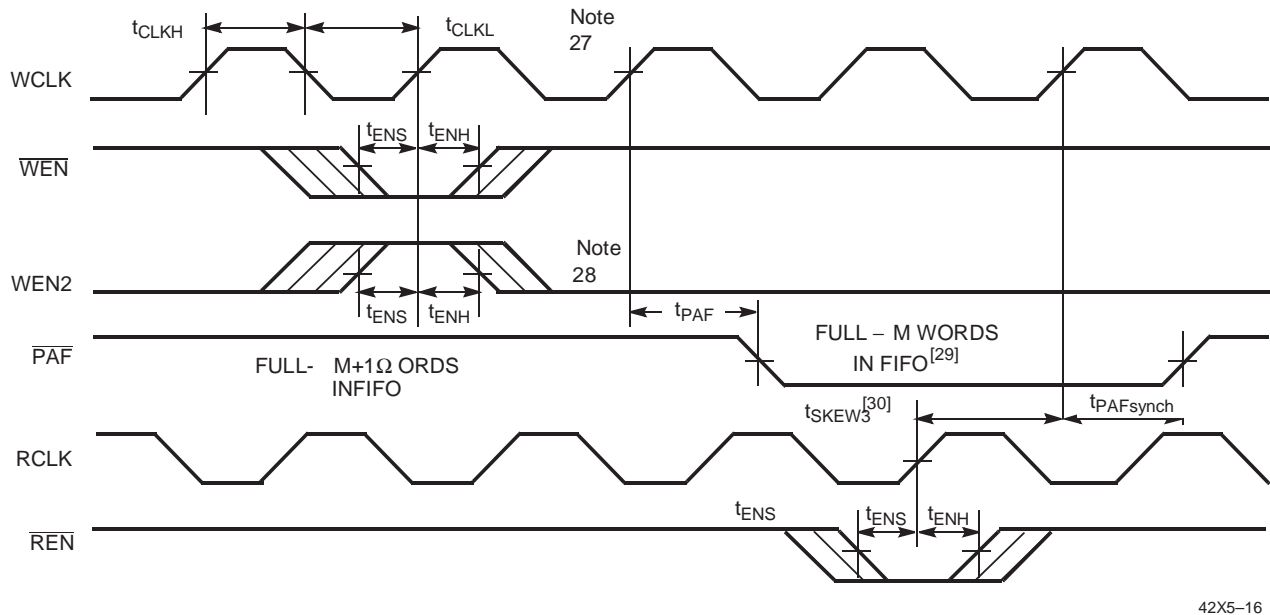 tCLKH
tCLKL
Note
27
WCLK
tENS
tENH
WEN
Note
28
WEN2
tENS
tENH
tPAF
PAF
FULL – M WORDS
IN FIFO[29]
FULL- M+1Ω ORDS
INFIFO
tSKEW3[30]
tPAFsynch
RCLK
tENS
tENS
tENH
REN
42X5–16